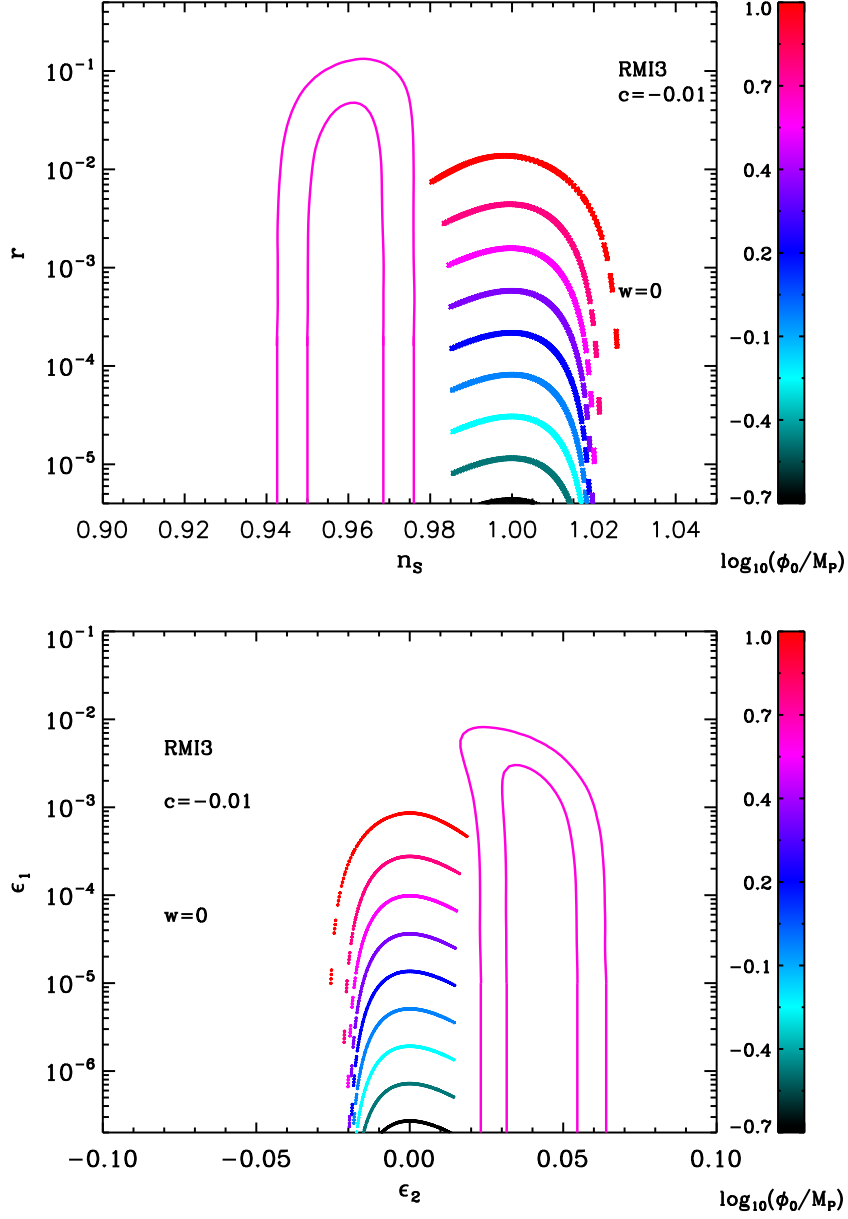 10⁻¹
10⁻²
10⁻³
10⁻⁴
10⁻⁵
r
RMI3
c=−0.01
w=0
0.90 0.92 0.94 0.96 0.98 1.00 1.02 1.04
n_S
1.0
0.7
0.4
0.2
−0.1
−0.4
−0.7
log₁₀(ϕ₀/M_P)
10⁻¹
10⁻²
10⁻³
10⁻⁴
10⁻⁵
10⁻⁶
ϵ₁
RMI3
c=−0.01
w=0
−0.10 −0.05 0.00 0.05 0.10
ϵ₂
1.0
0.7
0.4
0.2
−0.1
−0.4
−0.7
log₁₀(ϕ₀/M_P)